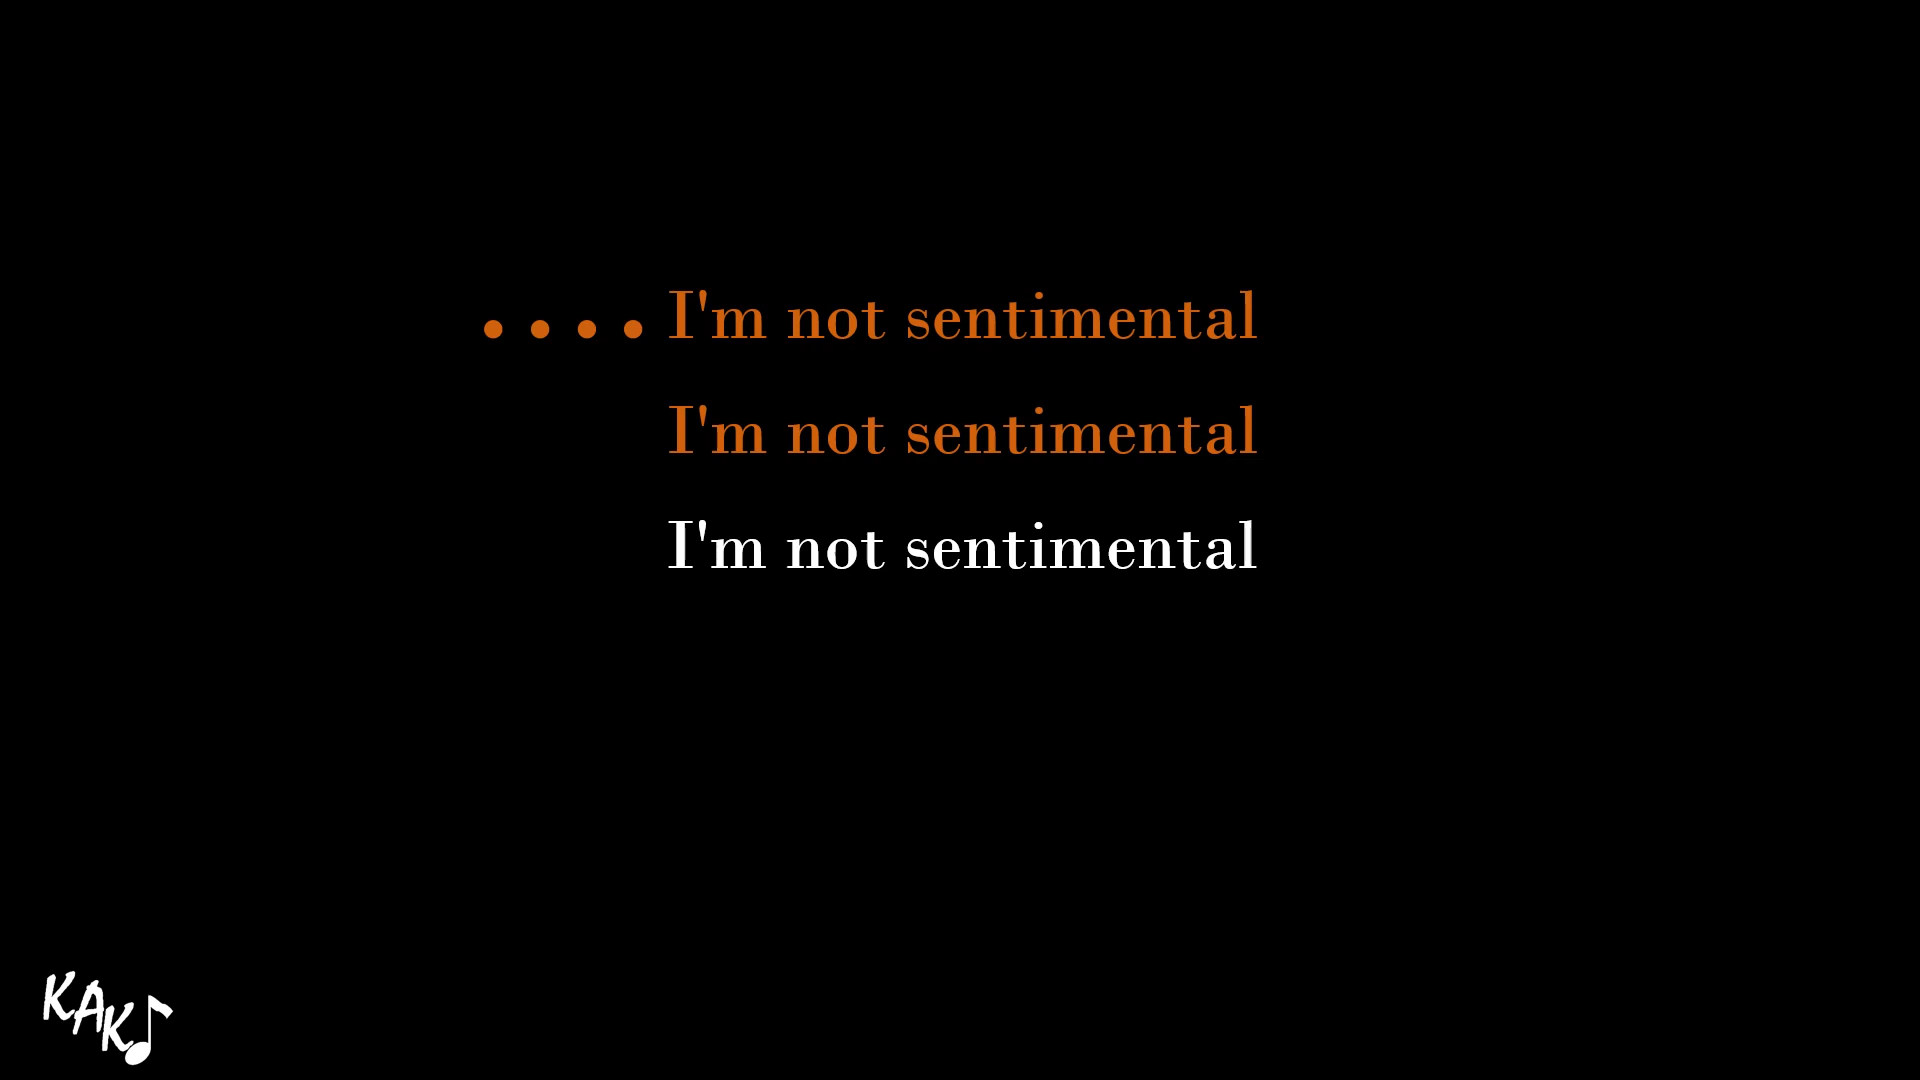 .... I'm not sentimental
I'm not sentimental
I'm not sentimental
KAK